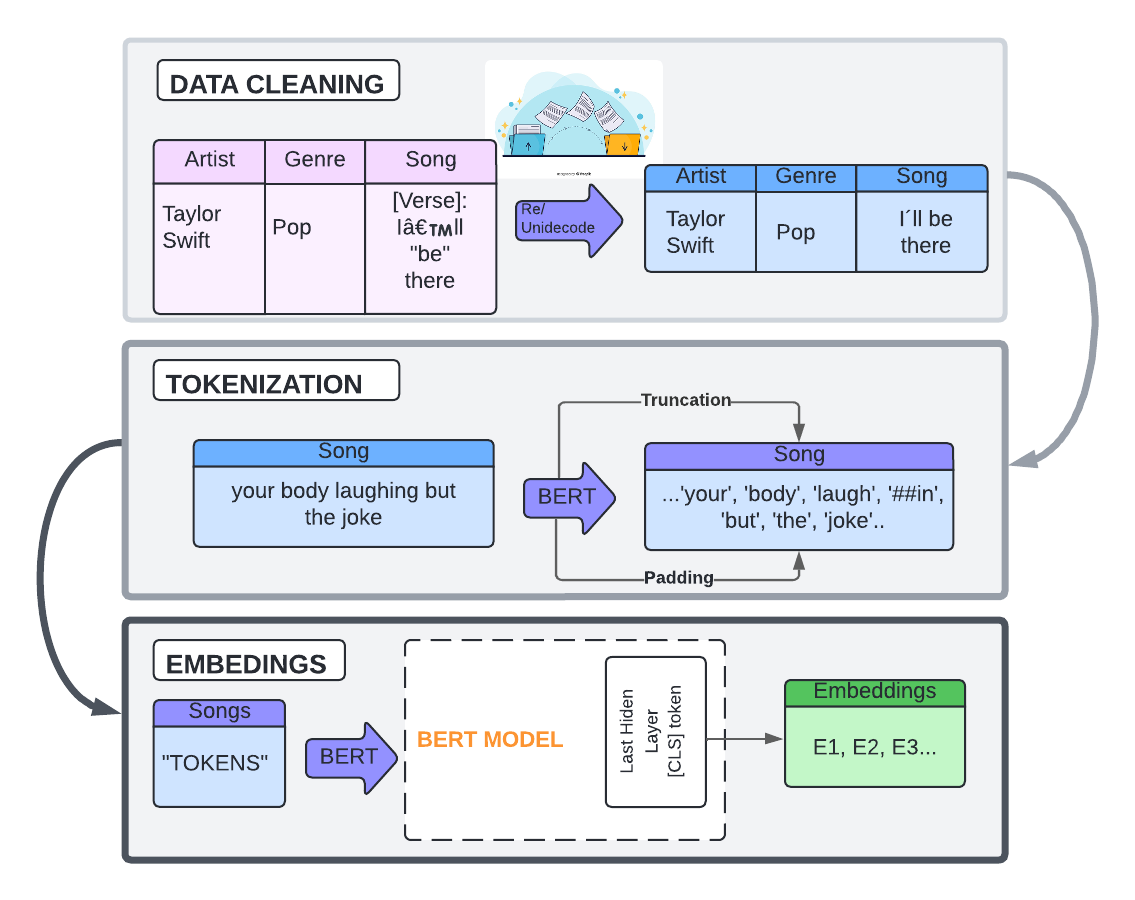 DATA CLEANING
Artist
Genre
Song
Taylor
Swift
Pop
[Verse]:
Iâ€™ll
"be"
there
Re/
Unidecode
Artist
Genre
Song
Taylor
Swift
Pop
I´ll be
there
TOKENIZATION
Song
your body laughing but
the joke
BERT
Truncation
Padding
Song
...'your', 'body', 'laugh', '##in',
'but', 'the', 'joke'..
EMBEDINGS
Songs
"TOKENS"
BERT
BERT MODEL
Last Hiden
Layer
[CLS] token
Embeddings
E1, E2, E3...